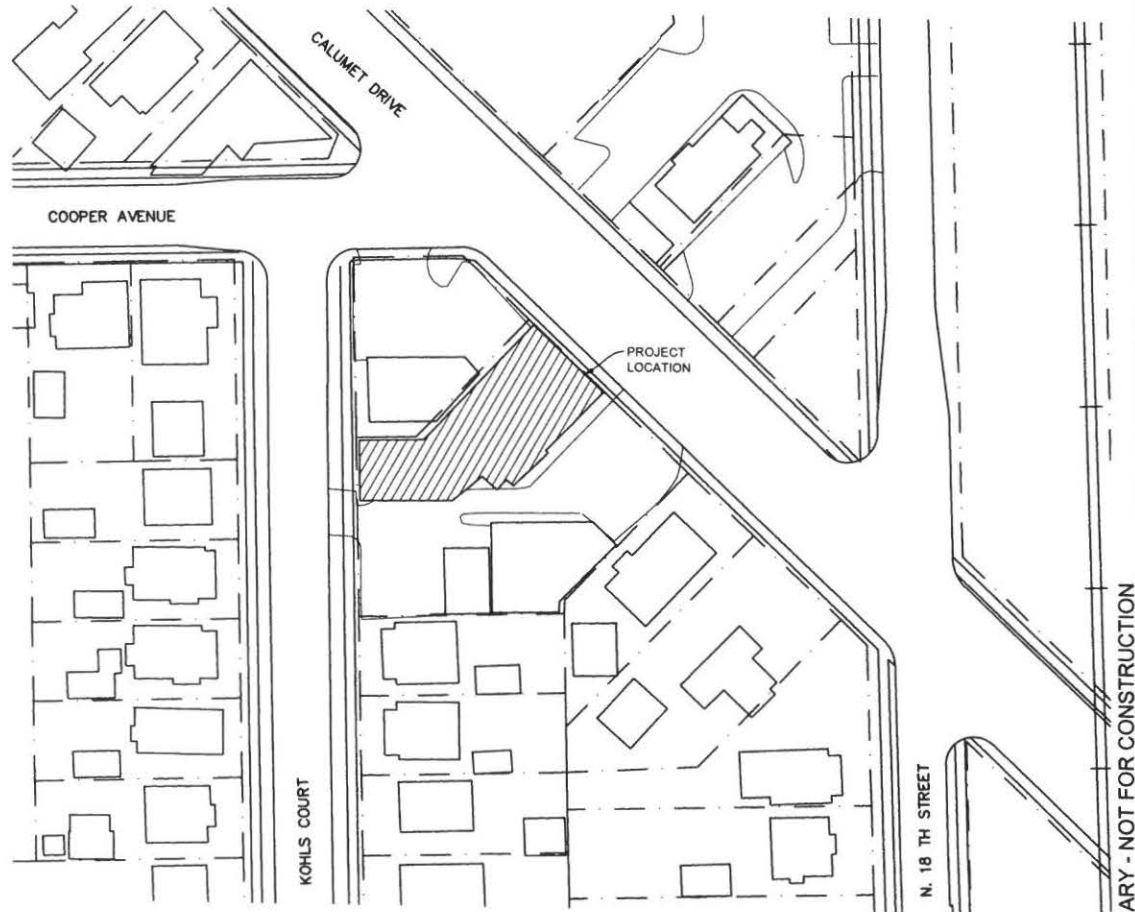 CALUMET DRIVE
COOPER AVENUE
PROJECT
LOCATION
KOHLS COURT
N. 18 TH STREET
ARY - NOT FOR CONSTRUCTION